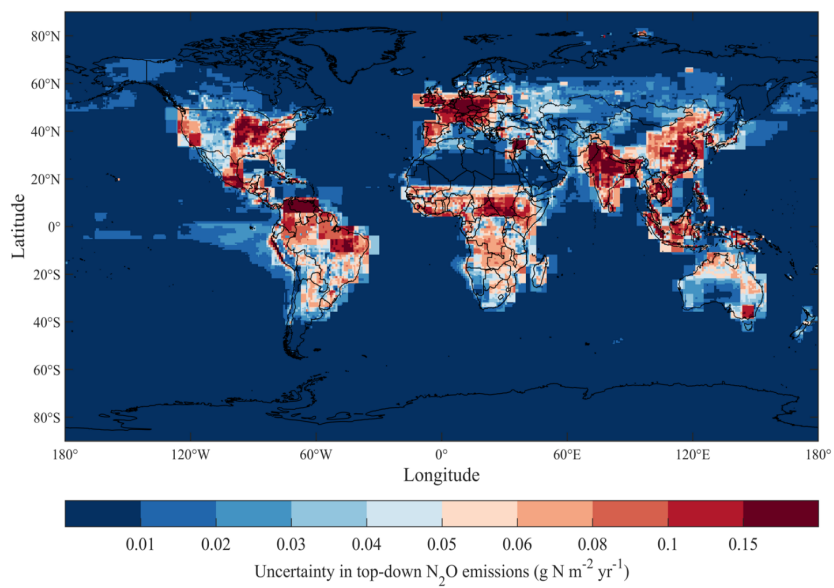 80°N
60°N
40°N
20°N
0°
20°S
40°S
60°S
80°S
Latitude
180° 120°W 60°W 0° 60°E 120°E 180°
Longitude
0.01 0.02 0.03 0.04 0.05 0.06 0.08 0.1 0.15
Uncertainty in top-down N₂O emissions (g N m⁻² yr⁻¹)